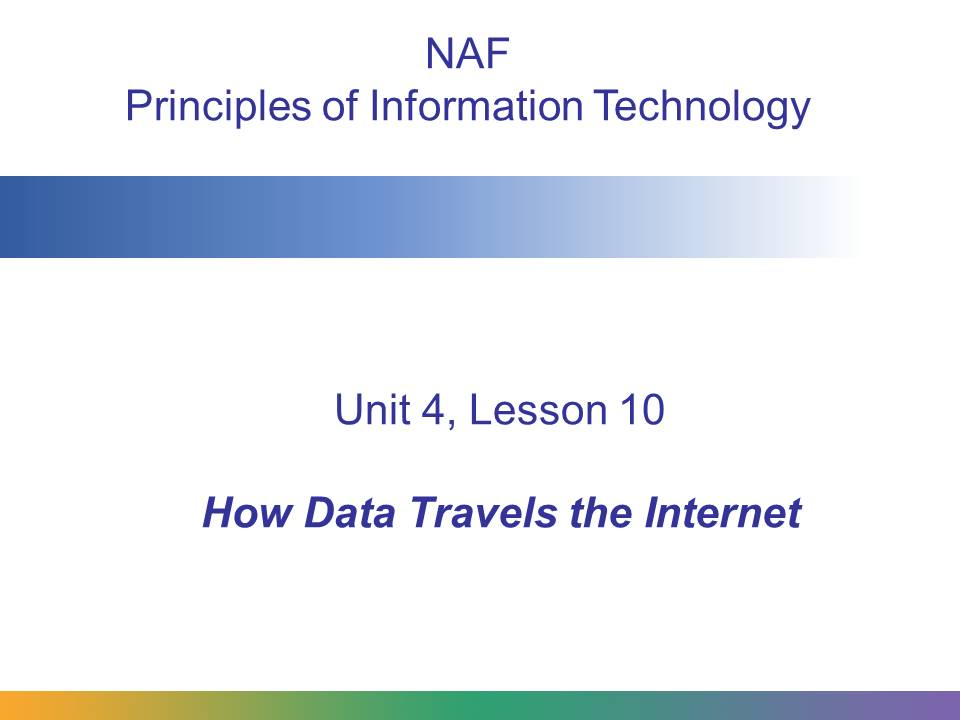 NAF
Principles of Information Technology
Unit 4, Lesson 10
How Data Travels the Internet